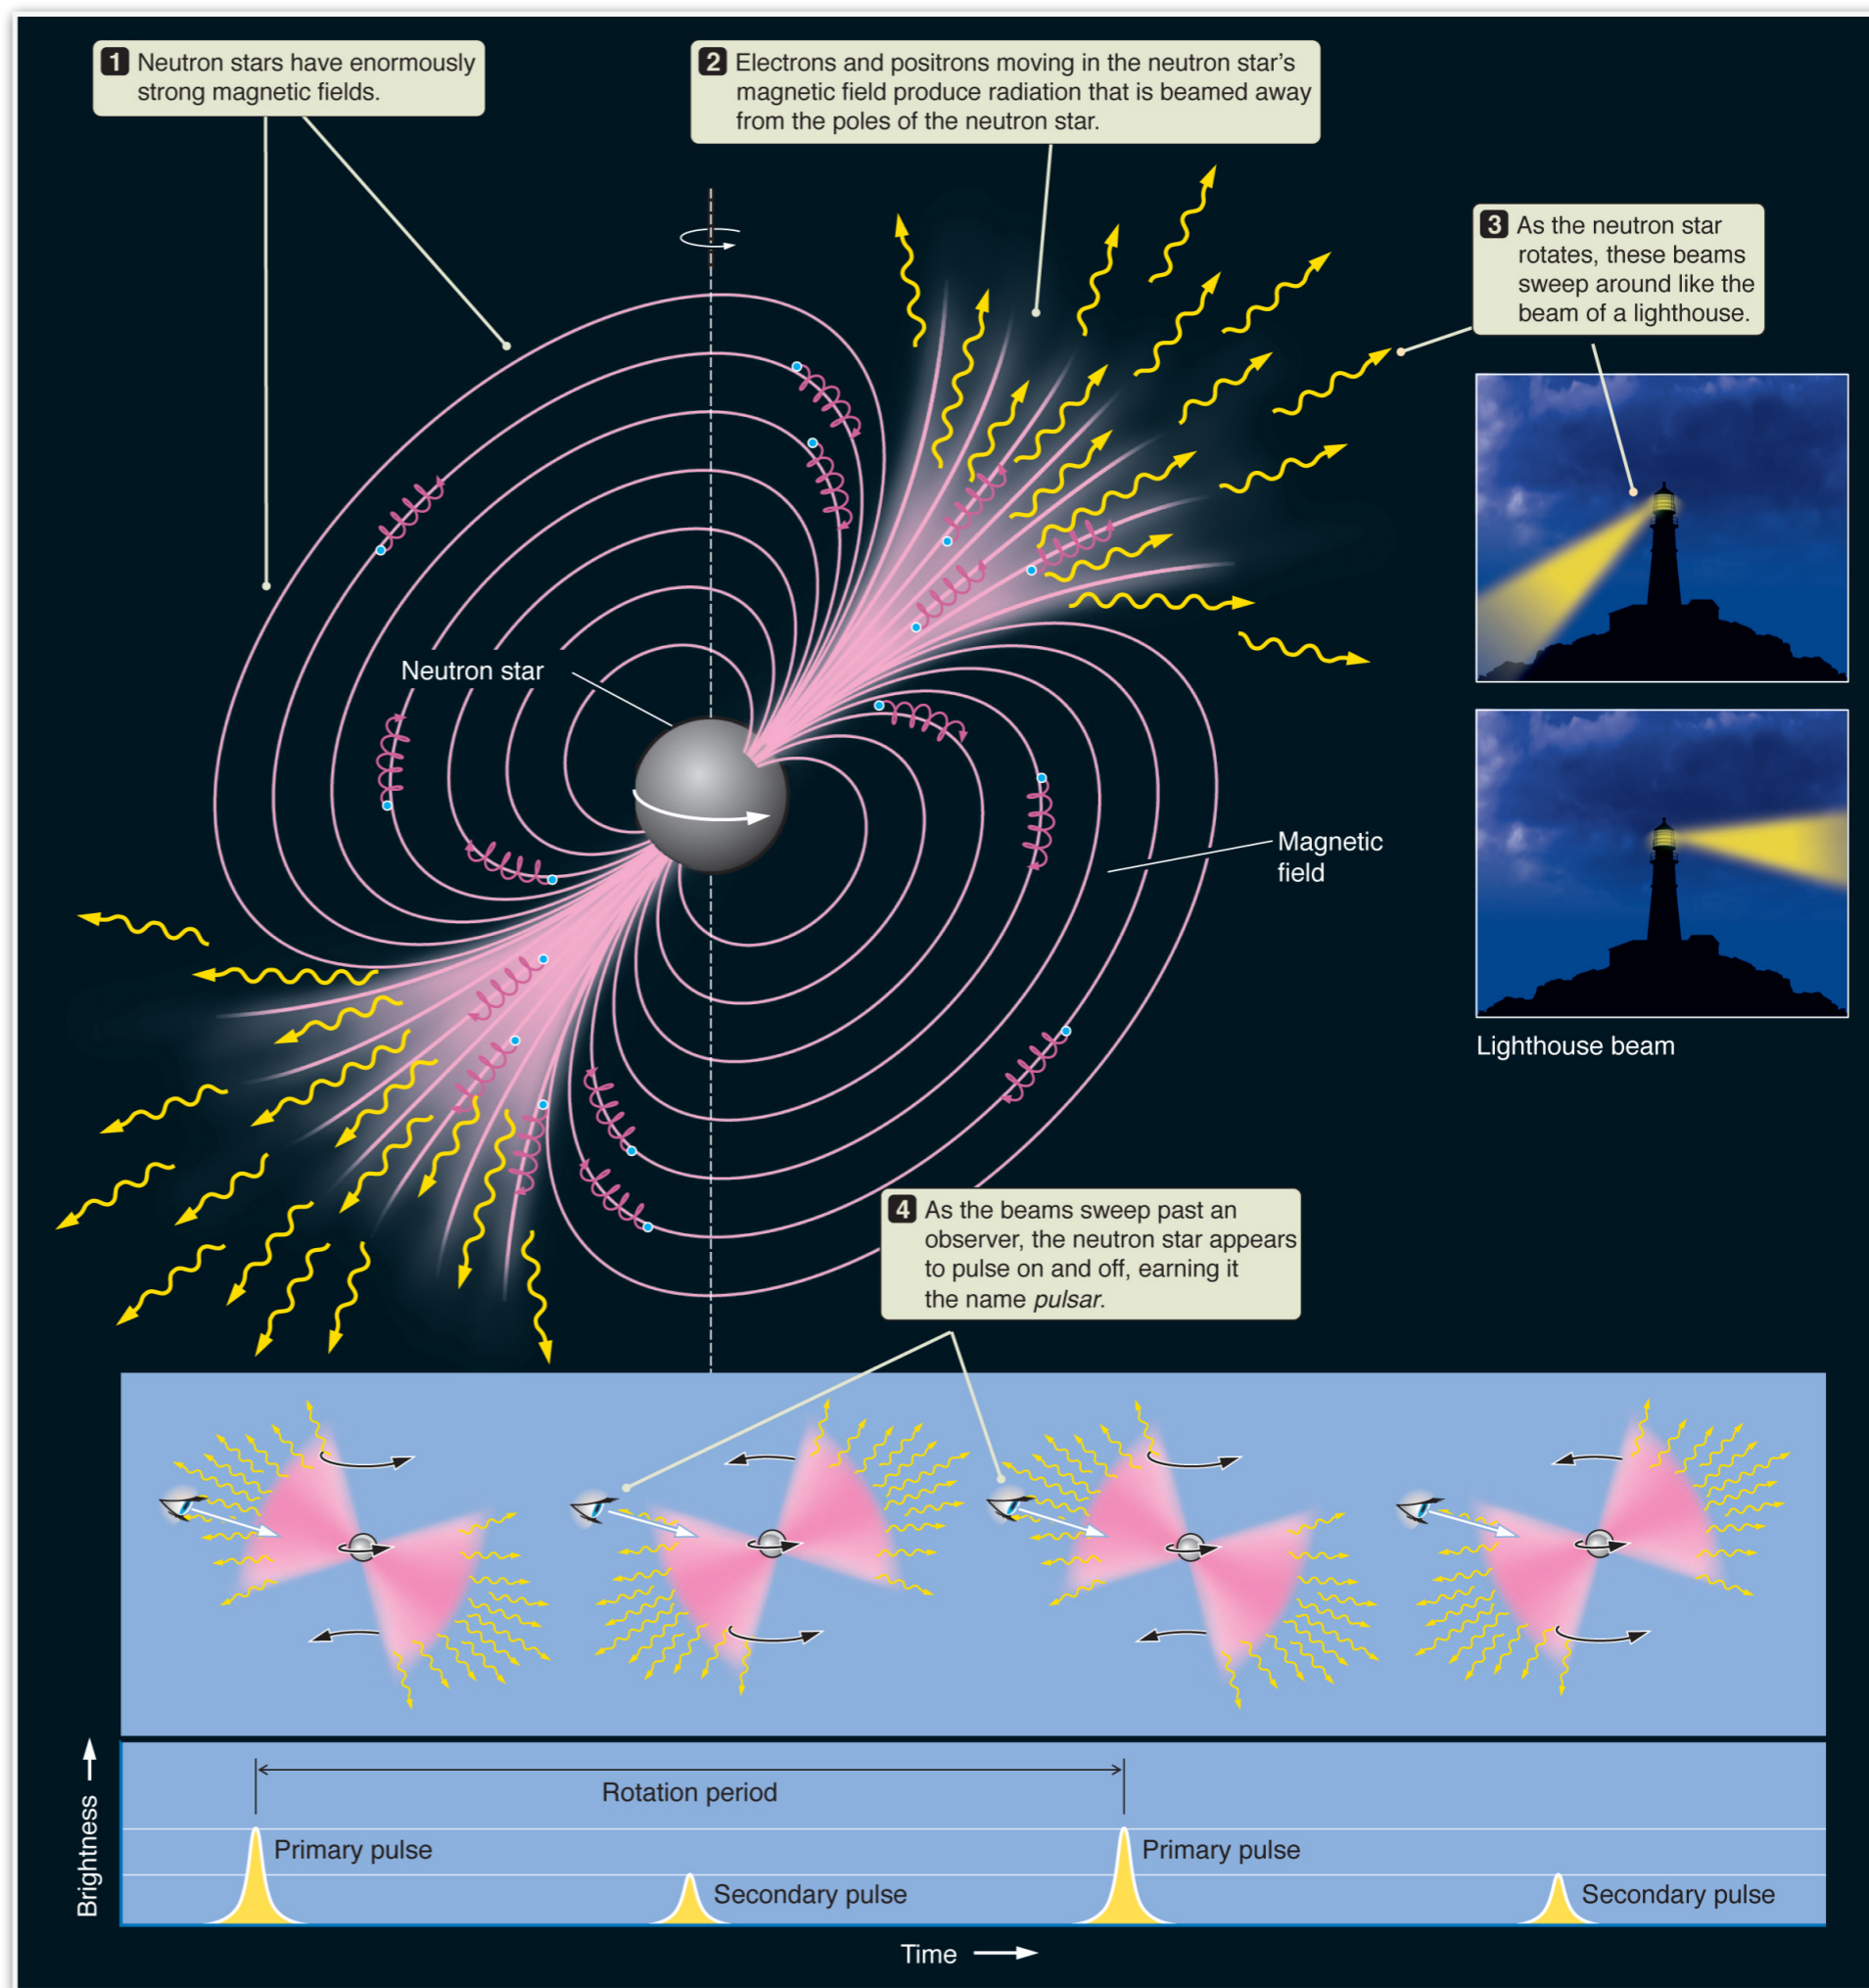 1 Neutron stars have enormously
strong magnetic fields.
2 Electrons and positrons moving in the neutron star’s
magnetic field produce radiation that is beamed away
from the poles of the neutron star.
3 As the neutron star
rotates, these beams
sweep around like the
beam of a lighthouse.
Neutron star
Magnetic
field
Lighthouse beam
4 As the beams sweep past an
observer, the neutron star appears
to pulse on and off, earning it
the name pulsar.
Rotation period
Primary pulse
Secondary pulse
Primary pulse
Secondary pulse
Brightness
Time